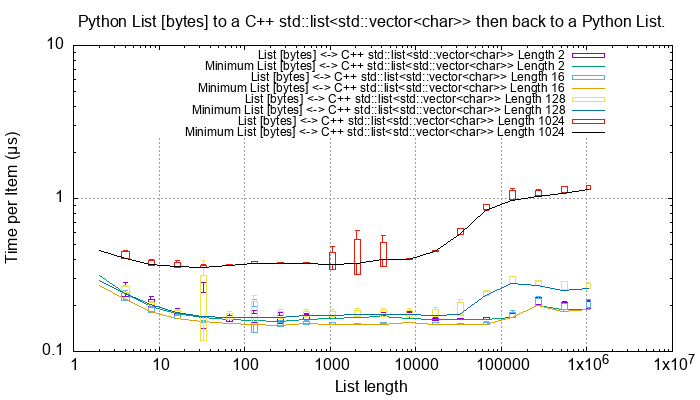 Python List [bytes] to a C++ std::list<std::vector<char>> then back to a Python List.
10
List [bytes] <-> C++ std::list<std::vector<char>> Length 2
Minimum List [bytes] <-> C++ std::list<std::vector<char>> Length 2
List [bytes] <-> C++ std::list<std::vector<char>> Length 16
Minimum List [bytes] <-> C++ std::list<std::vector<char>> Length 16
List [bytes] <-> C++ std::list<std::vector<char>> Length 128
Minimum List [bytes] <-> C++ std::list<std::vector<char>> Length 128
List [bytes] <-> C++ std::list<std::vector<char>> Length 1024
Minimum List [bytes] <-> C++ std::list<std::vector<char>> Length 1024
Time per Item (µs)
1
0.1
1 10 100 1000 10000 100000 1x10⁶ 1x10⁷
List length